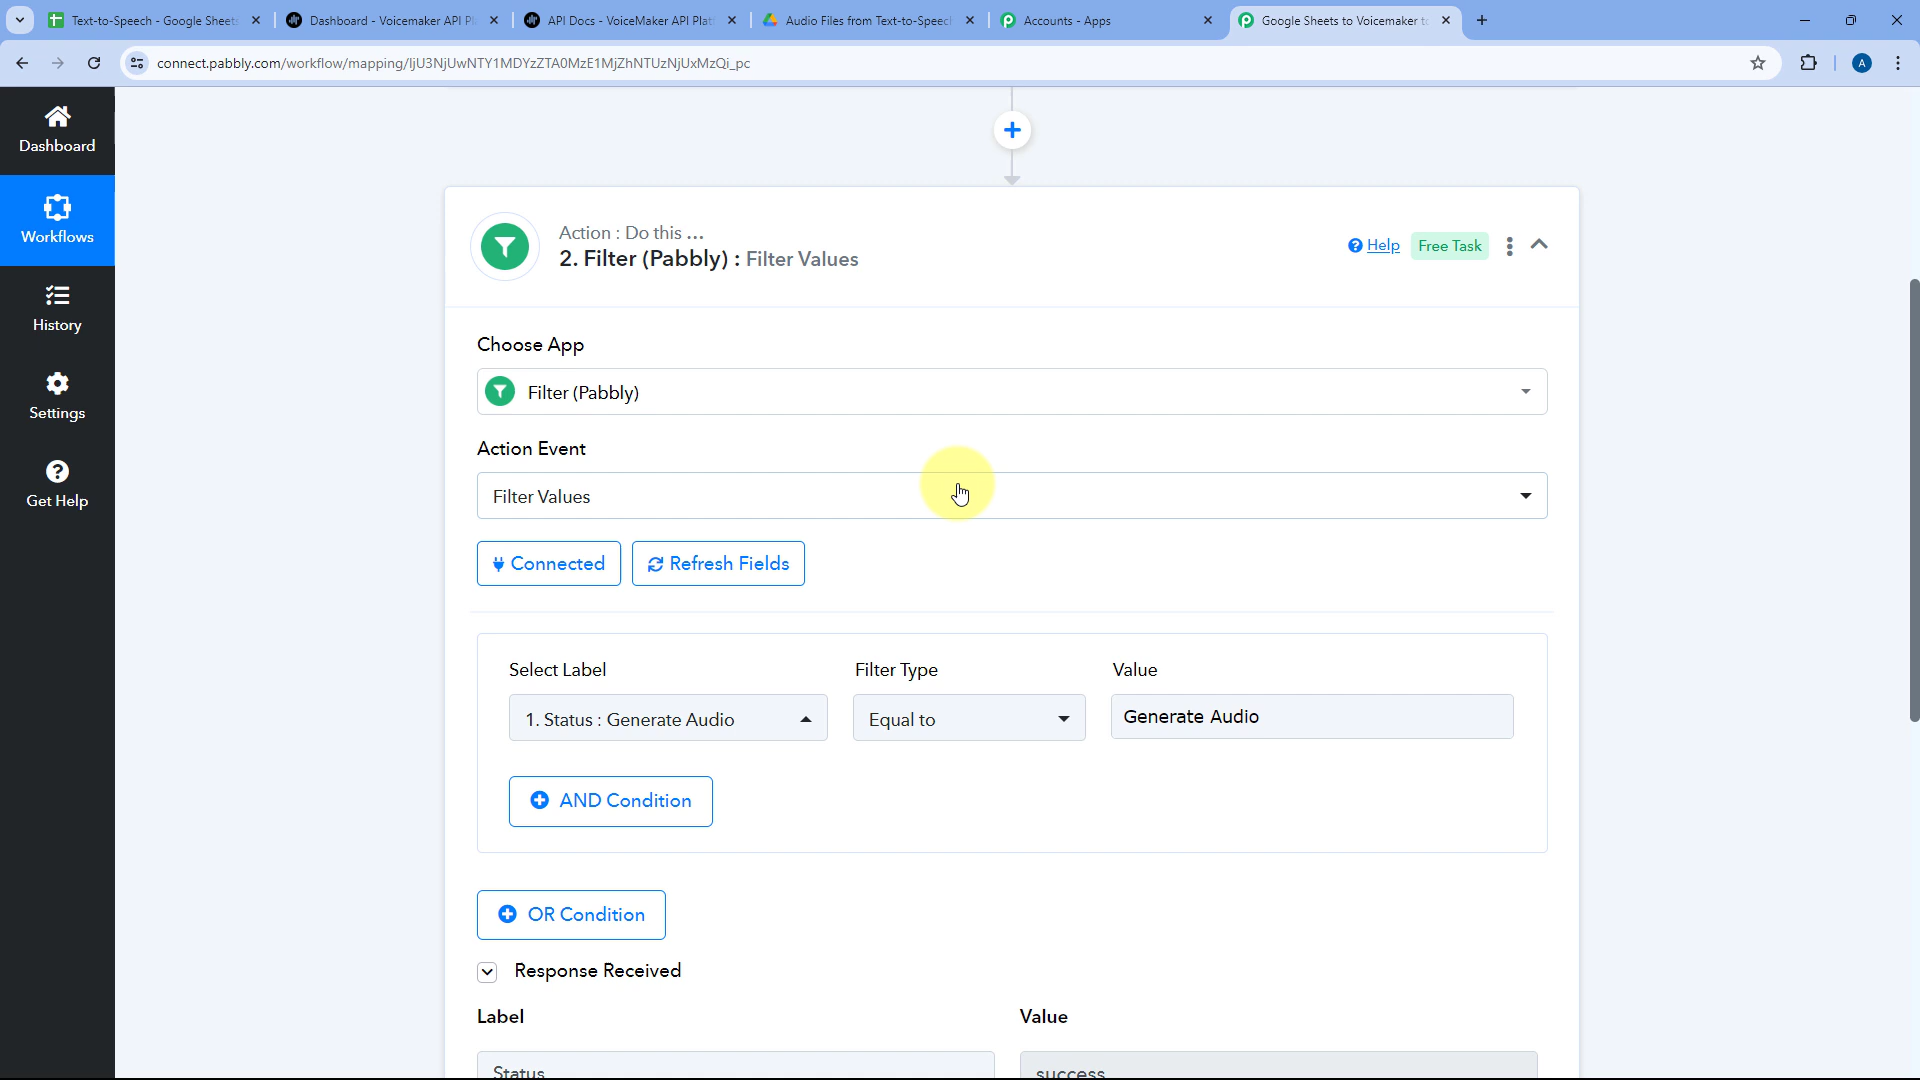 Text-to-Speech - Google Sheets
Dashboard - Voicemaker API Pl
API Docs - VoiceMaker API Platf
Audio Files from Text-to-Speech
Accounts - Apps
Google Sheets to Voicemaker to
connect.pabbly.com/workflow/mapping/IjU3NjUwNTY1MDYzZTA0MzE1MjZhNTUzNjUxMzQi_pc
A
Dashboard
Workflows
History
Settings
Get Help
Action : Do this ...
2. Filter (Pabbly) : Filter Values
Help
Free Task
Choose App
Filter (Pabbly)
Action Event
Filter Values
Connected
Refresh Fields
Select Label
Filter Type
Value
1. Status : Generate Audio
Equal to
Generate Audio
AND Condition
OR Condition
Response Received
Label
Value
Status
success